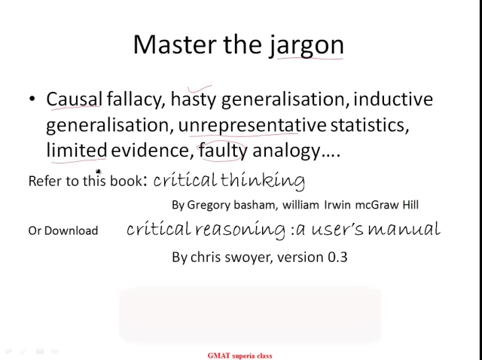 Master the jargon
• Causal fallacy, hasty generalisation, inductive
generalisation, unrepresentative statistics,
limited evidence, faulty analogy….
Refer to this book: critical thinking
By Gregory basham, william Irwin mcGraw Hill
Or Download critical reasoning :a user's manual
By chris swoyer, version 0.3
GMAT superia class